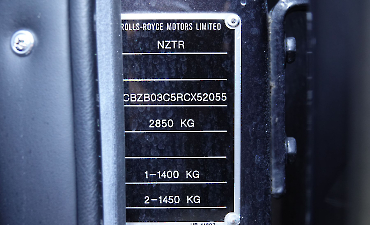 ROLLS-ROYCE MOTORS LIMITED
NZTR
CBZB03C5RCX52055
2850 KG
1-1400 KG
2-1450 KG